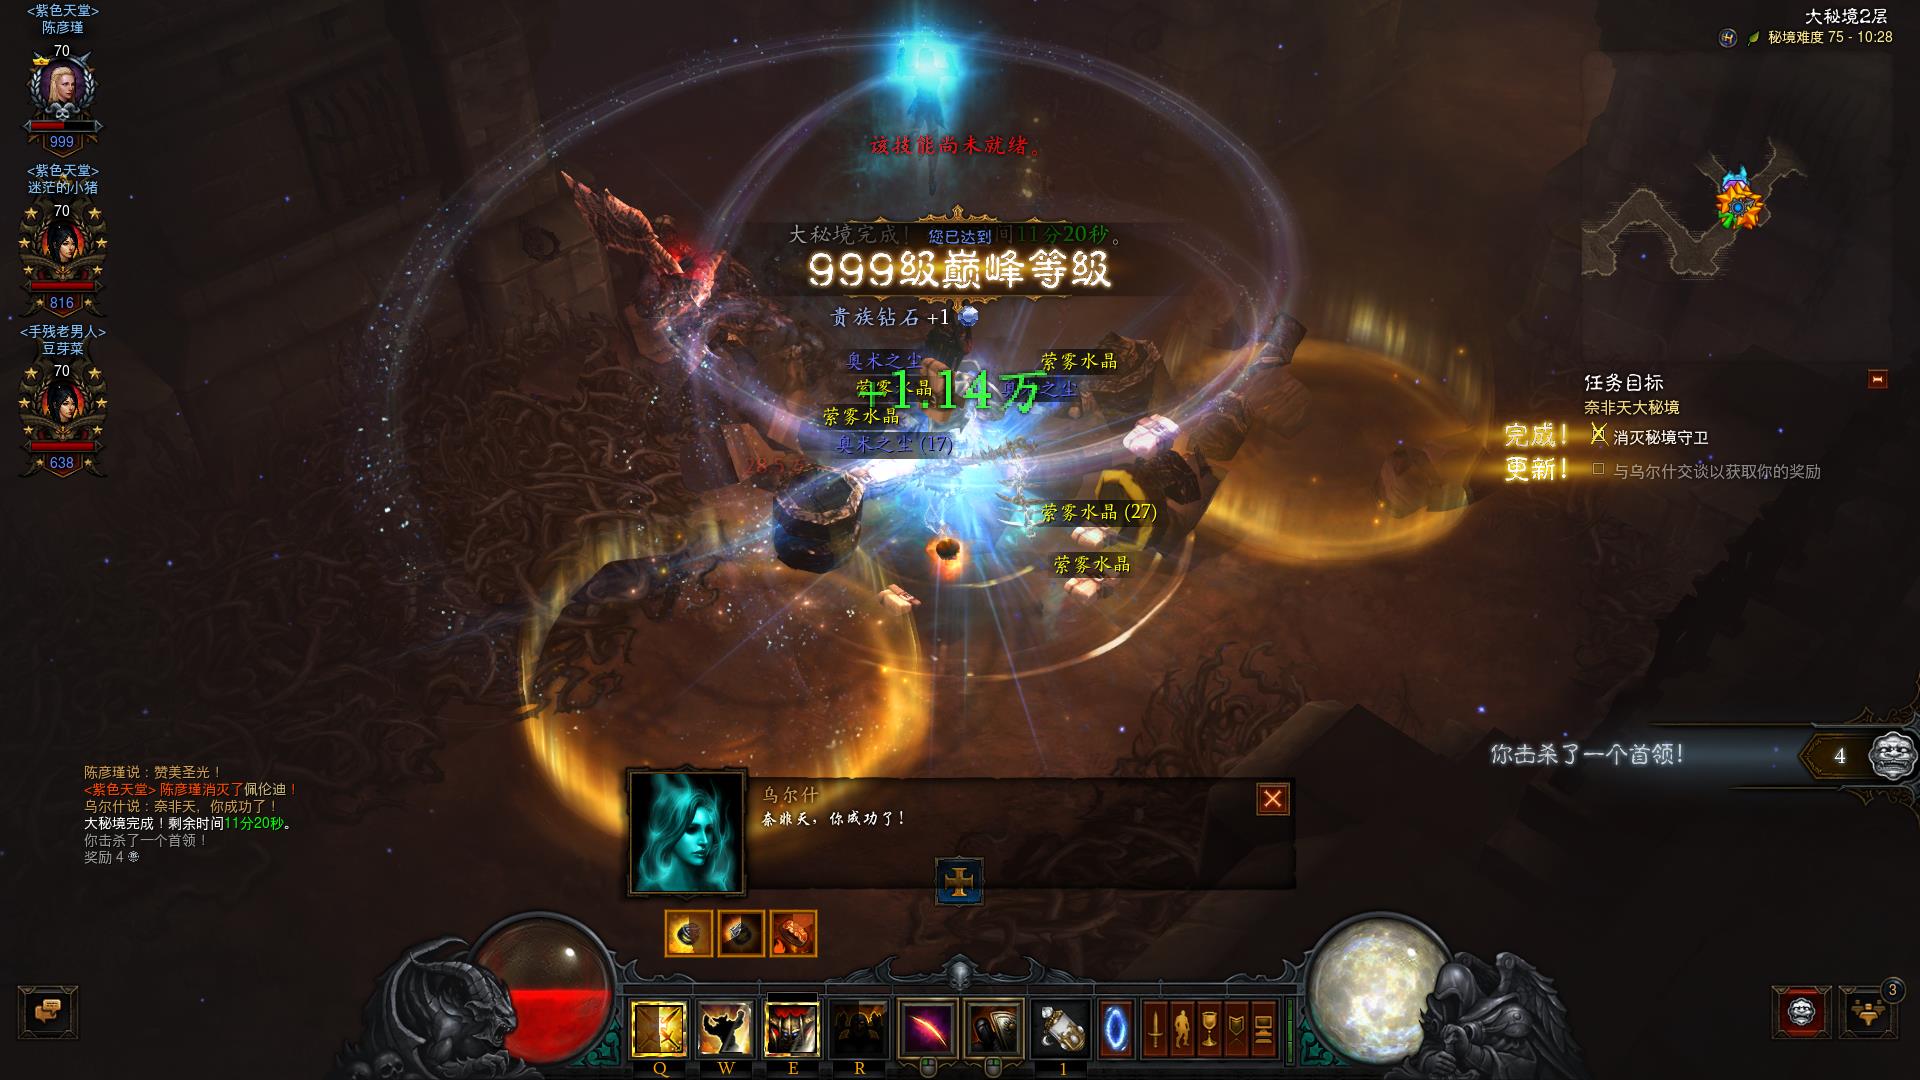 <紫色天堂>
陈彦瑾
70
999
<紫色天堂>
迷茫的小猪
70
816
<手残老男人>
豆芽菜
70
638
大秘境2层
秘境难度 75 - 10:28
该技能尚未就绪。
大秘境完成！
间11分20秒。
您已达到
999级巅峰等级
贵族钻石 +1
奥术之尘
萦雾水晶
萦雾水晶
奥术之尘
+1.14万
萦雾水晶
奥术之尘 (17)
萦雾水晶 (27)
萦雾水晶
任务目标
奈非天大秘境
完成！ 消灭秘境守卫
更新！ 与乌尔什交谈以获取你的奖励
你击杀了一个首领！
4
陈彦瑾说：赞美圣光！
<紫色天堂> 陈彦瑾消灭了佩伦迪！
乌尔什说：奈非天，你成功了！
大秘境完成！剩余时间11分20秒。
你击杀了一个首领！
奖励 4
乌尔什
奈非天，你成功了！
Q W E R 1
3